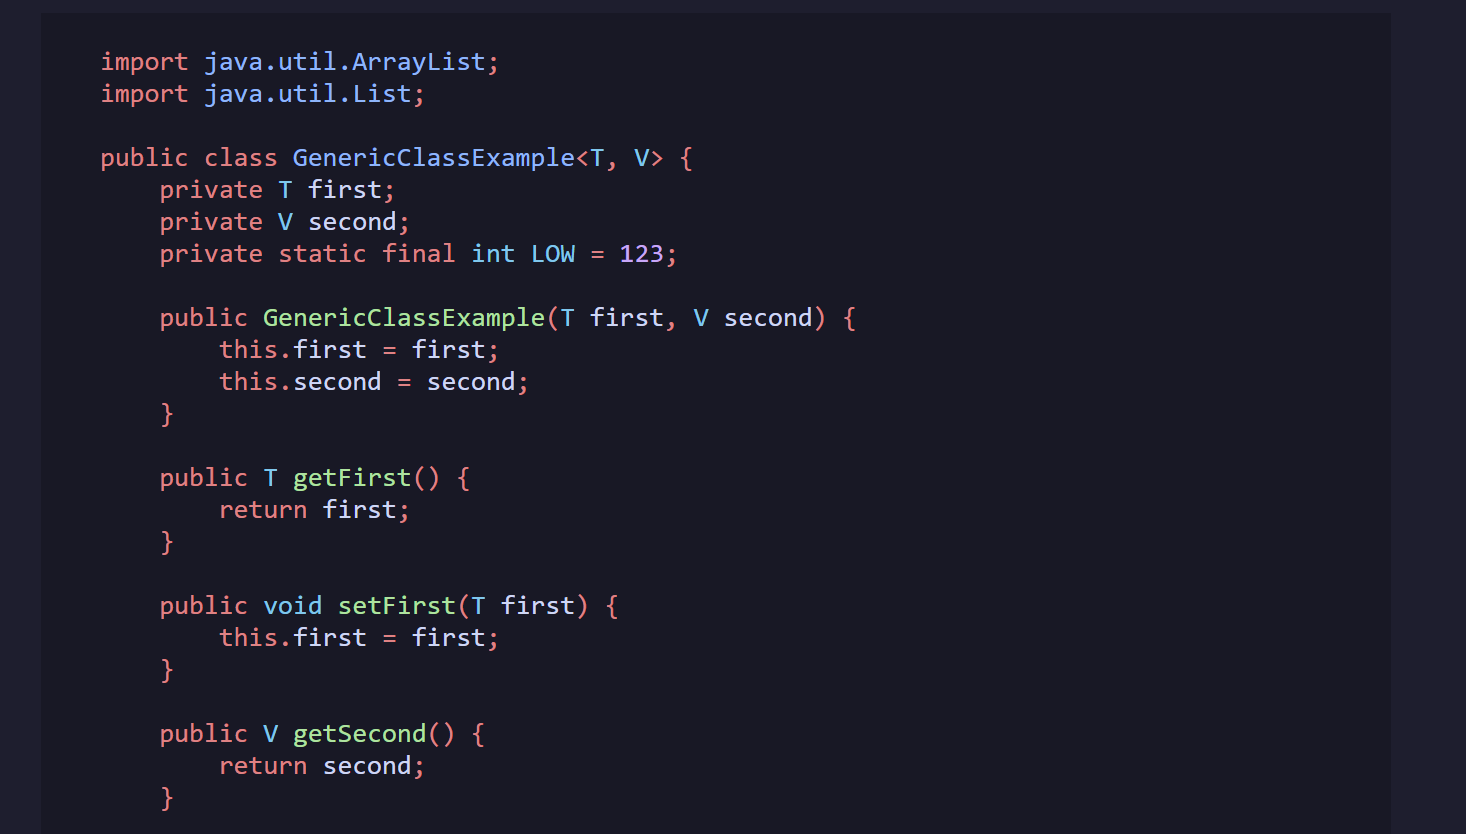 import java.util.ArrayList;
import java.util.List;

public class GenericClassExample<T, V> {
    private T first;
    private V second;
    private static final int LOW = 123;

    public GenericClassExample(T first, V second) {
        this.first = first;
        this.second = second;
    }

    public T getFirst() {
        return first;
    }

    public void setFirst(T first) {
        this.first = first;
    }

    public V getSecond() {
        return second;
    }